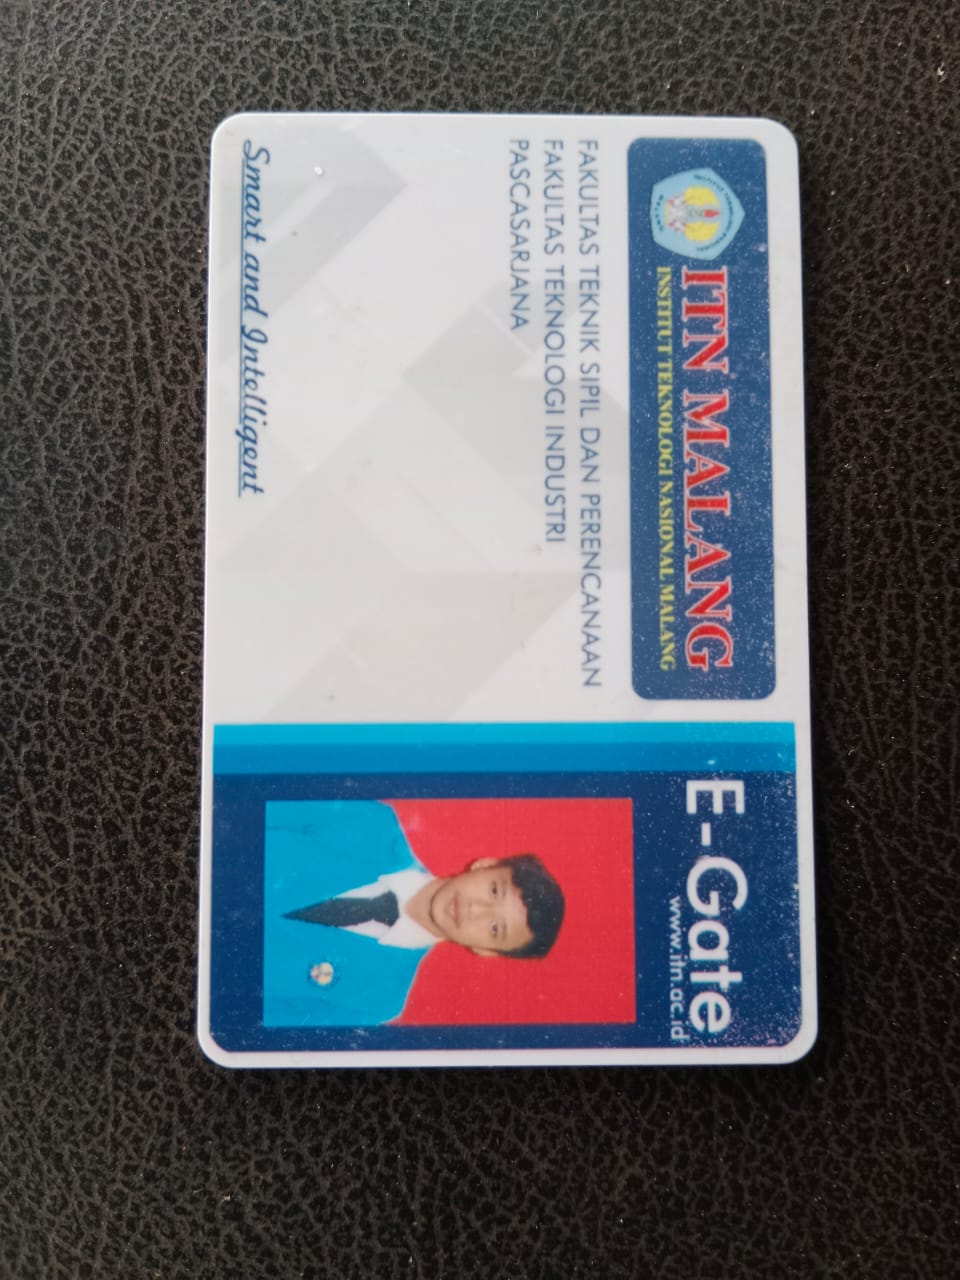 ITN MALANG
INSTITUT TEKNOLOGI NASIONAL MALANG
E-Gate
www.itn.ac.id
FAKULTAS TEKNIK SIPIL DAN PERENCANAAN
FAKULTAS TEKNOLOGI INDUSTRI
PASCASARJANA
Smart and Intelligent